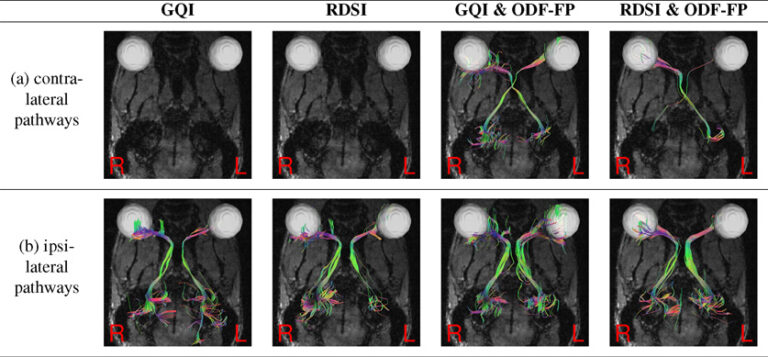 GQI RDSI GQI & ODF-FP RDSI & ODF-FP
(a) contra-
lateral
pathways
R L R L R L R L
(b) ipsi-
lateral
pathways
R L R L R L R L